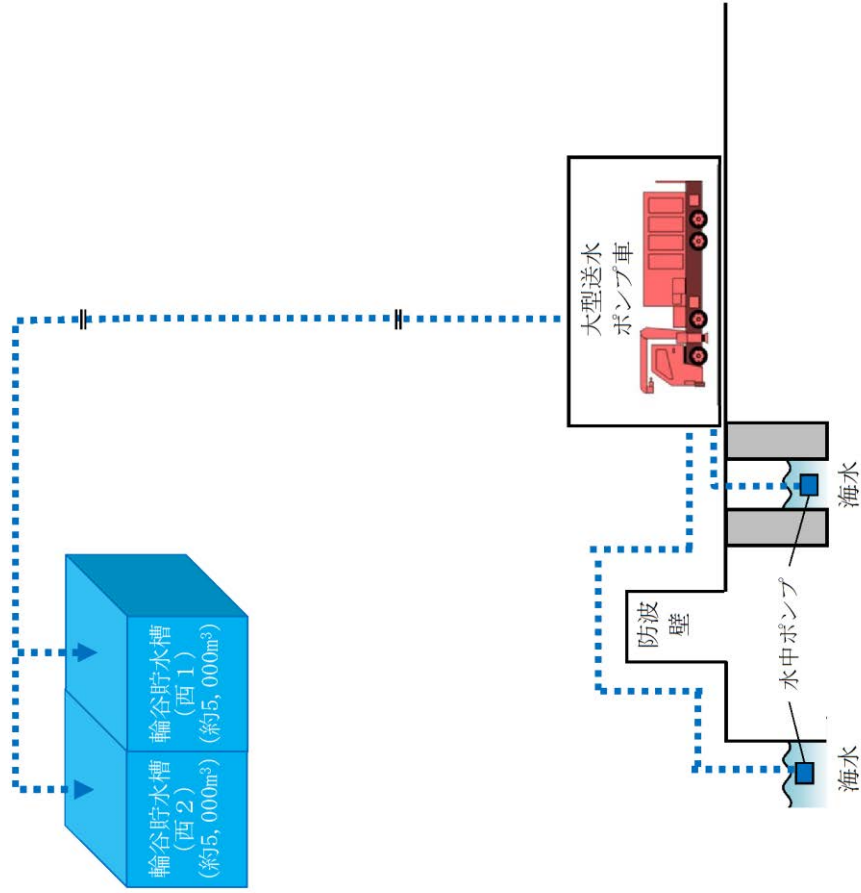 輪谷貯水槽
(西2)
(約5,000m³)
輪谷貯水槽
(西1)
(約5,000m³)
大型送水
ポンプ車
防波
壁
水中ポンプ
海水
海水